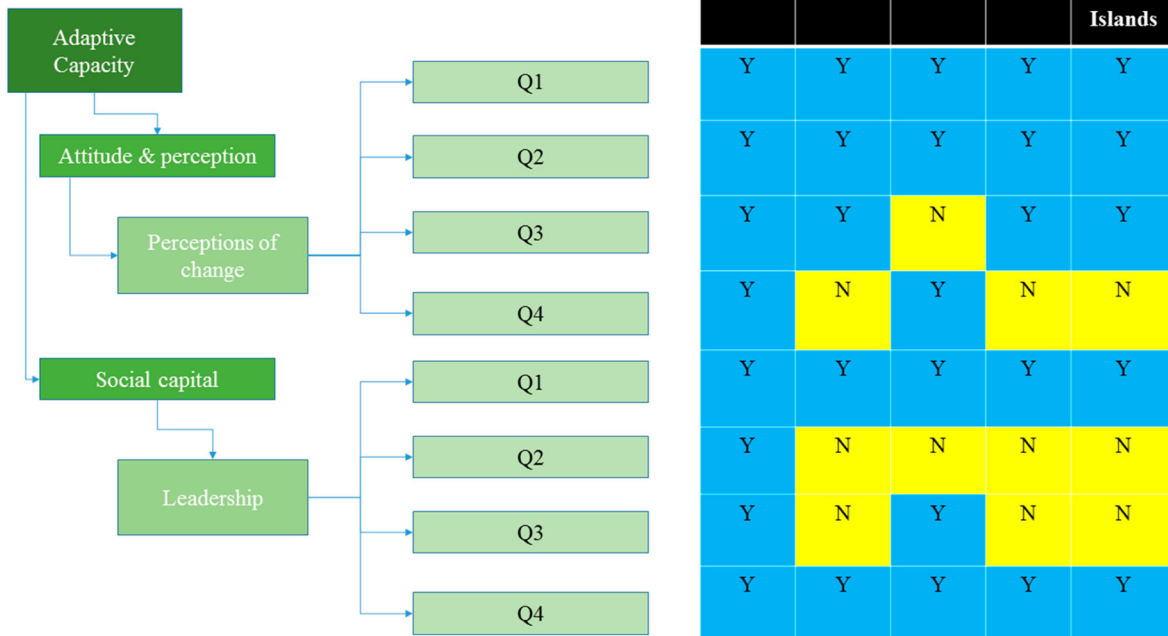 Adaptive
Capacity
Attitude & perception
Perceptions of
change
Social capital
Leadership
Q1
Q2
Q3
Q4
Q1
Q2
Q3
Q4
Islands
Y Y Y Y Y
Y Y Y Y Y
Y Y N Y Y
Y N Y N N
Y Y Y Y Y
Y N N N N
Y N Y N N
Y Y Y Y Y